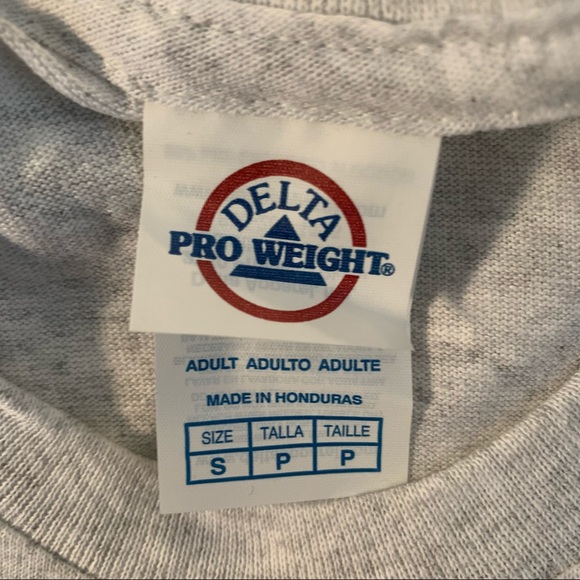 DELTA
PRO WEIGHT®
ADULT ADULTO ADULTE
MADE IN HONDURAS
SIZE TALLA TAILLE
S P P